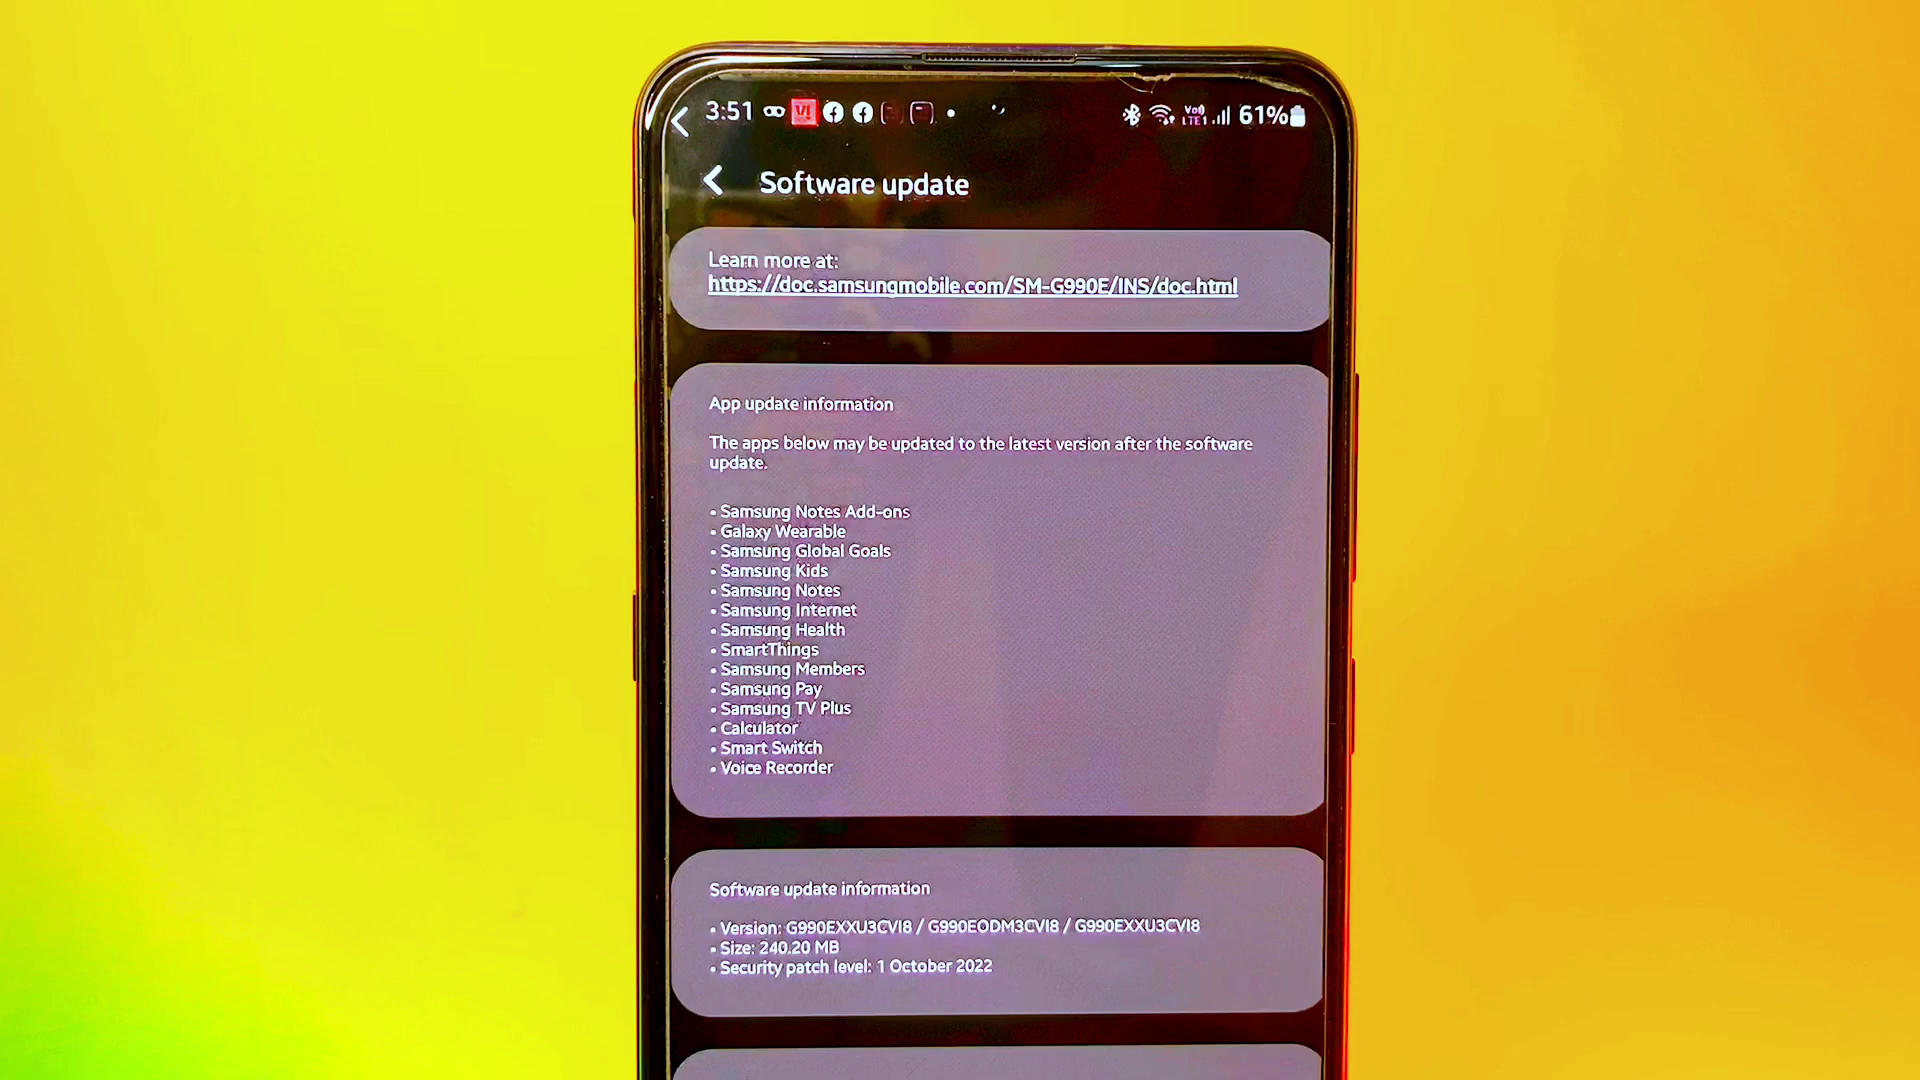 3:51 VI Vo) LTE1 61%
Software update
Learn more at:
https://doc.samsungmobile.com/SM-G990E/INS/doc.html
App update information
The apps below may be updated to the latest version after the software
update.
• Samsung Notes Add-ons
• Galaxy Wearable
• Samsung Global Goals
• Samsung Kids
• Samsung Notes
• Samsung Internet
• Samsung Health
• SmartThings
• Samsung Members
• Samsung Pay
• Samsung TV Plus
• Calculator
• Smart Switch
• Voice Recorder
Software update information
• Version: G990EXXU3CVI8 / G990EODM3CVI8 / G990EXXU3CVI8
• Size: 240.20 MB
• Security patch level: 1 October 2022